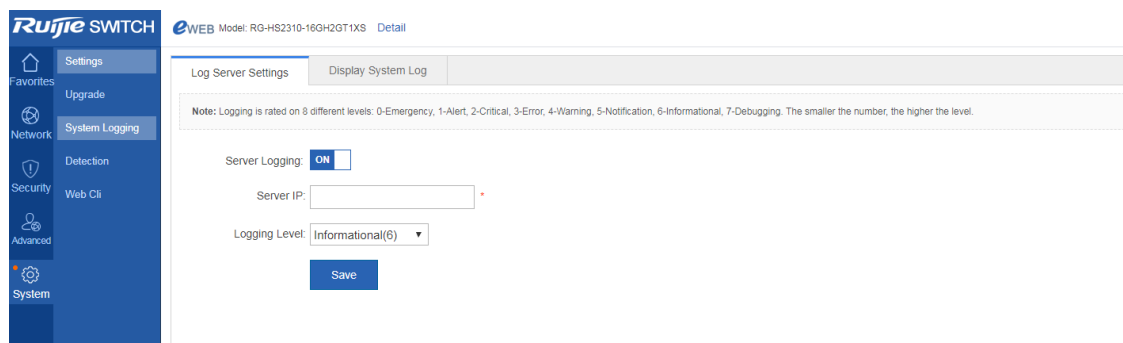 Ruijie SWITCH
eWEB Model: RG-HS2310-16GH2GT1XS Detail
Favorites
Network
Security
Advanced
System
Settings
Upgrade
System Logging
Detection
Web Cli
Log Server Settings
Display System Log
Note: Logging is rated on 8 different levels: 0-Emergency, 1-Alert, 2-Critical, 3-Error, 4-Warning, 5-Notification, 6-Informational, 7-Debugging. The smaller the number, the higher the level.
Server Logging: ON
Server IP: *
Logging Level: Informational(6)
Save